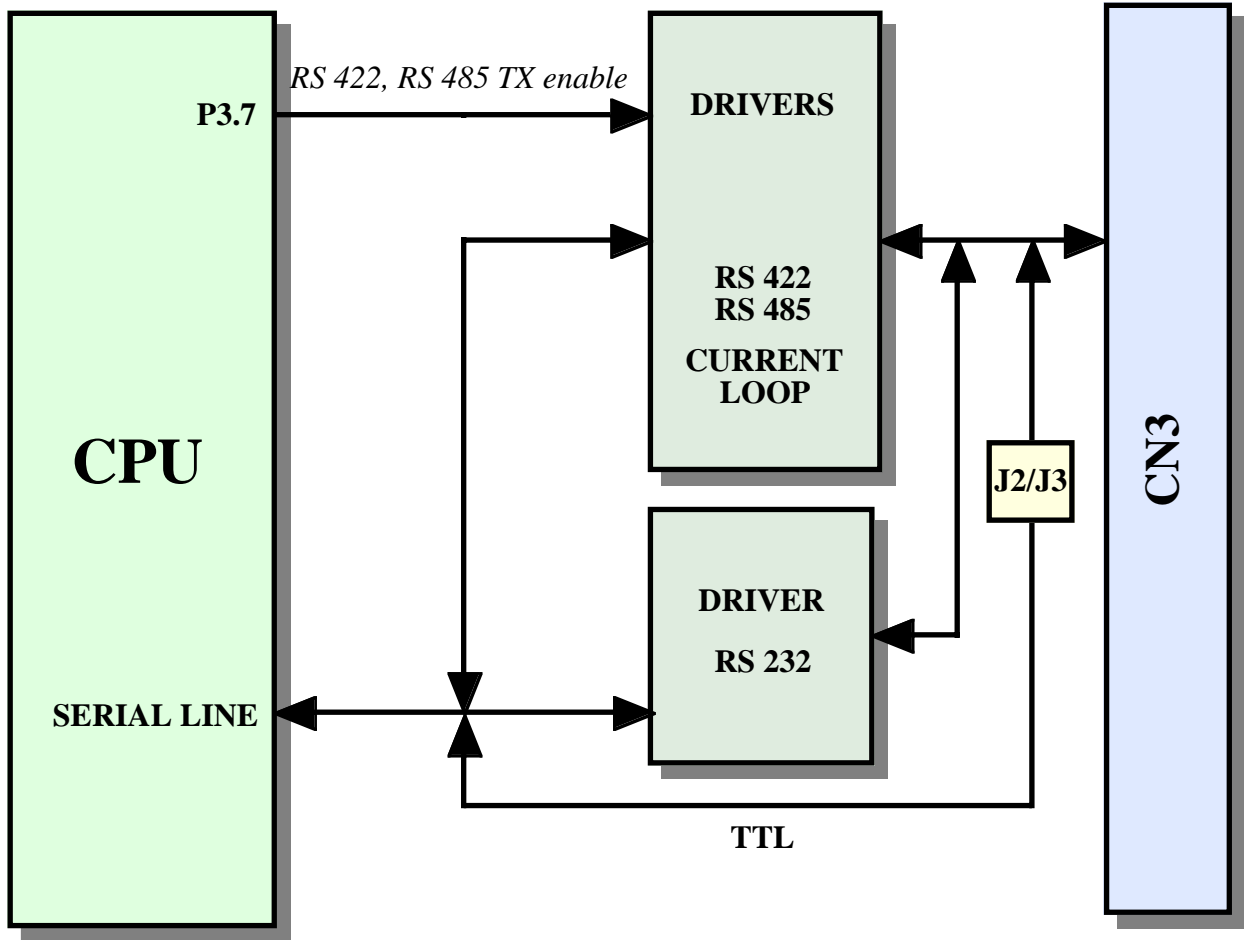 RS 422, RS 485 TX enable
P3.7
DRIVERS
RS 422
RS 485
CURRENT
LOOP
CPU
J2/J3
CN3
DRIVER
RS 232
SERIAL LINE
TTL